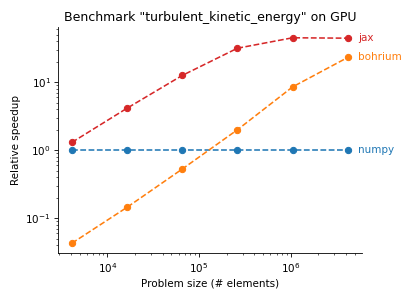 Benchmark "turbulent_kinetic_energy" on GPU
Relative speedup
10¹
10⁰
10⁻¹
jax
bohrium
numpy
10⁴ 10⁵ 10⁶
Problem size (# elements)